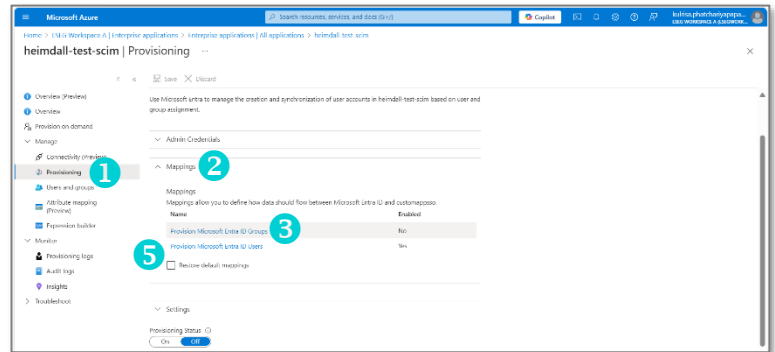 Microsoft Azure
Search resources, services, and docs (G+/)
Copilot
Home > LSEG Workspace A | Enterprise applications > Enterprise applications | All applications > heimdall-test-scim
heimdall-test-scim | Provisioning ...
Save
Discard
Overview (Preview)
Overview
Provision on demand
Manage
Connectivity (Preview)
Provisioning
Users and groups
Attribute mapping (Preview)
Expression builder
Monitor
Provisioning logs
Audit logs
Insights
Troubleshoot
Use Microsoft Entra to manage the creation and synchronization of user accounts in heimdall-test-scim based on user and
group assignment.
Admin Credentials
Mappings
Mappings
Mappings allow you to define how data should flow between Microsoft Entra ID and customappsso.
Name Enabled
Provision Microsoft Entra ID Groups No
Provision Microsoft Entra ID Users Yes
Restore default mappings
Settings
Provisioning Status
On Off
1
2
3
5